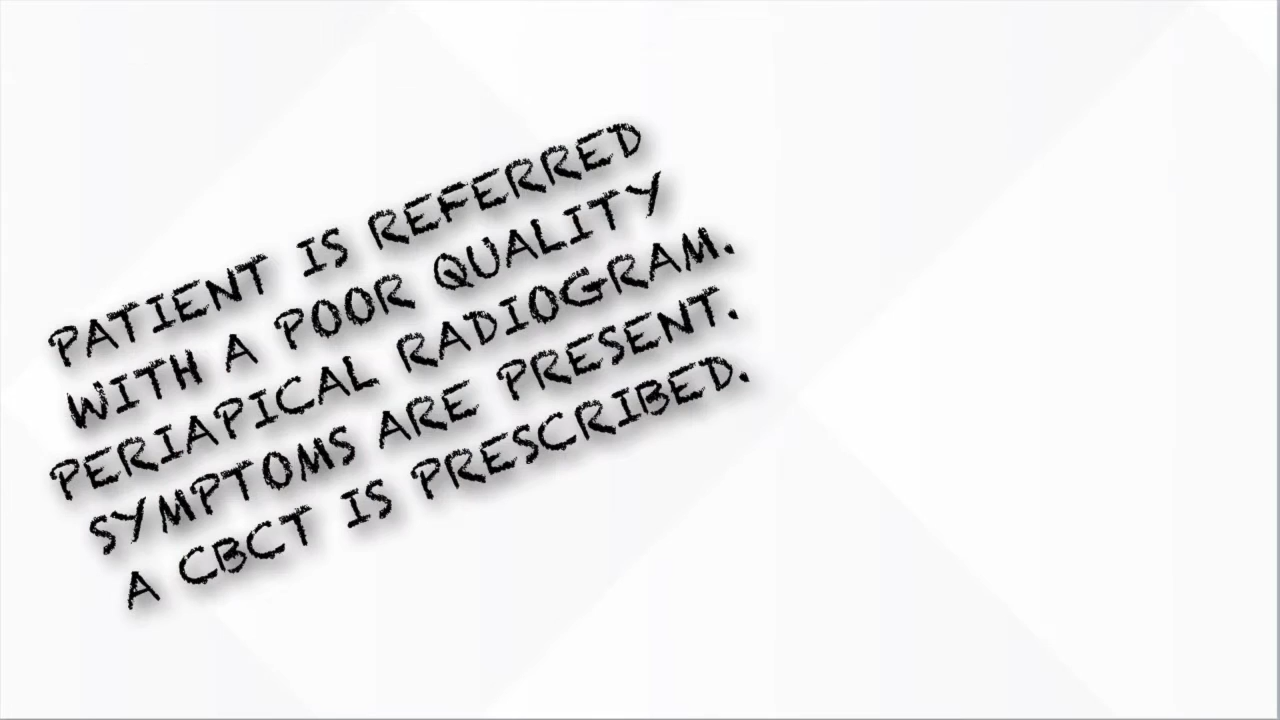 PATIENT IS REFERRED
WITH A POOR QUALITY
PERIAPICAL RADIOGRAM.
SYMPTOMS ARE PRESENT.
A CBCT IS PRESCRIBED.